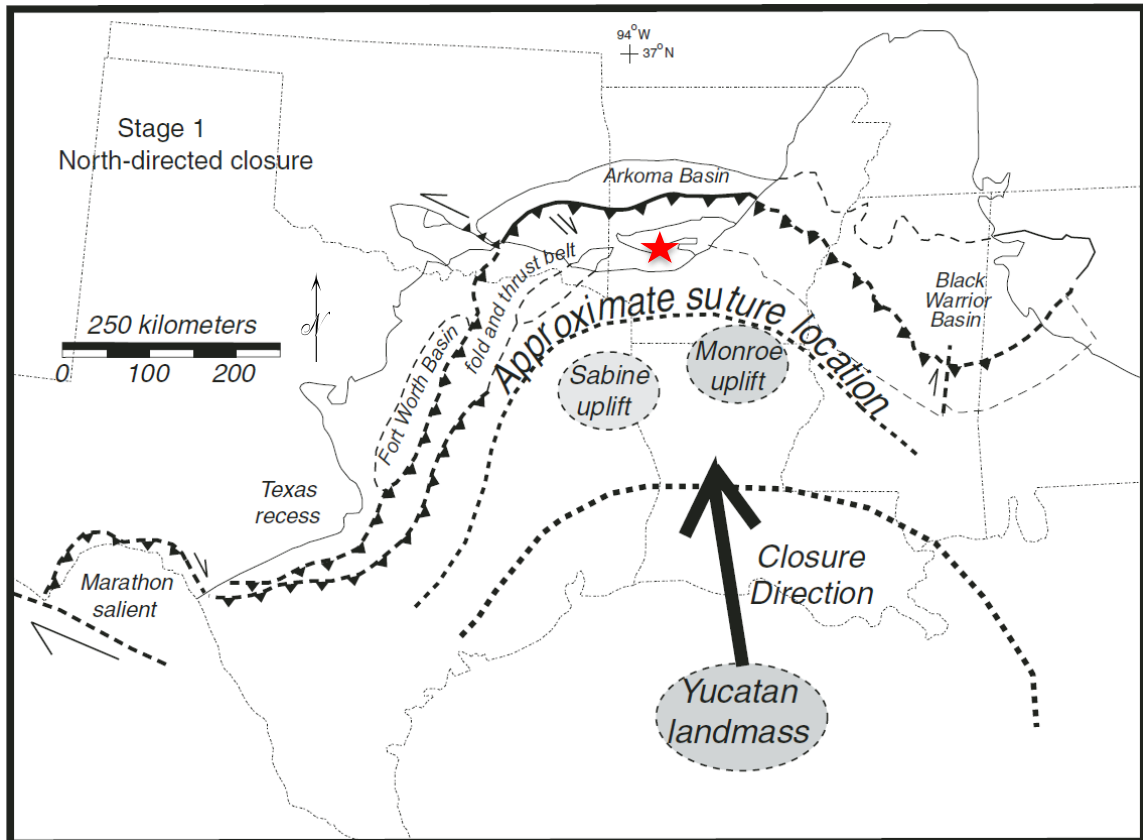 94°W
37°N
Stage 1
North-directed closure
Arkoma Basin
250 kilometers
0 100 200
N
fold and thrust belt
Fort Worth Basin
Approximate suture location
Black
Warrior
Basin
Sabine
uplift
Monroe
uplift
Texas
recess
Marathon
salient
Closure
Direction
Yucatan
landmass